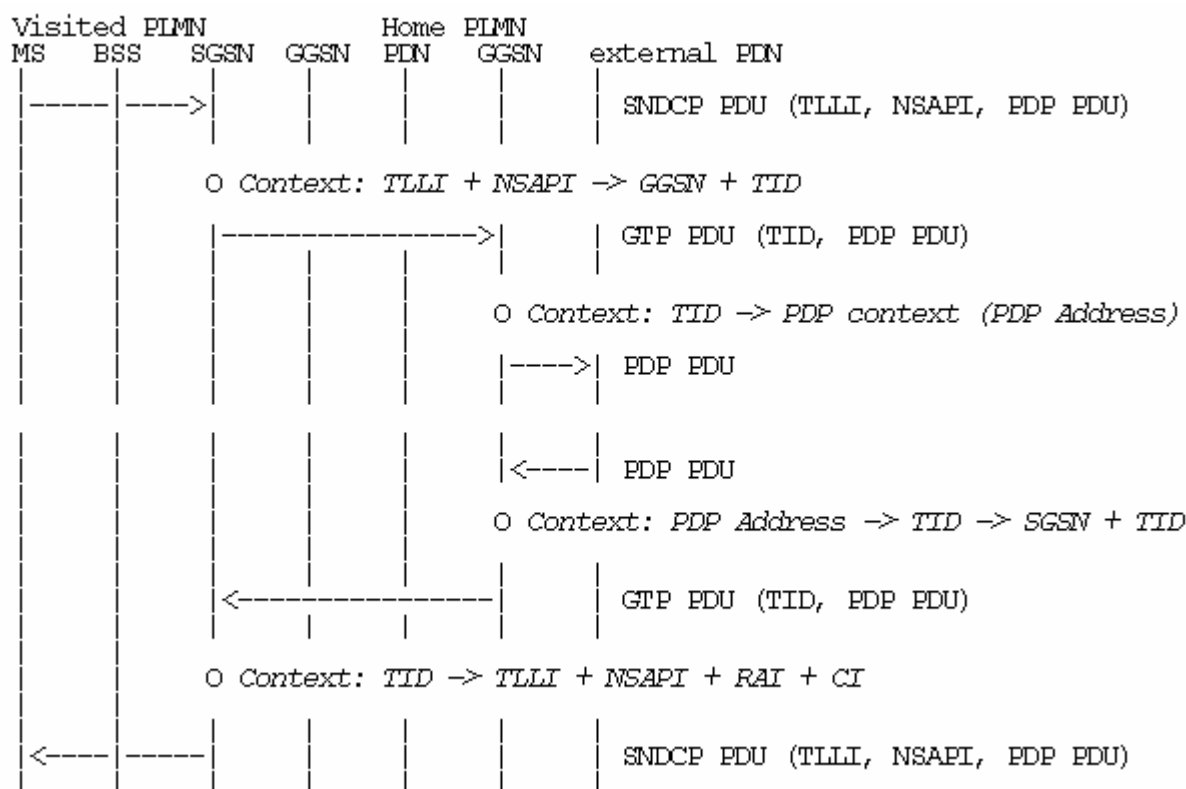 Visited PLMN Home PLMN
MS BSS SGSN GGSN PDN GGSN external PDN
SNDCP PDU (TLLI, NSAPI, PDP PDU)
O Context: TLLI + NSAPI -> GGSN + TID
GTP PDU (TID, PDP PDU)
O Context: TID -> PDP context (PDP Address)
PDP PDU
PDP PDU
O Context: PDP Address -> TID -> SGSN + TID
GTP PDU (TID, PDP PDU)
O Context: TID -> TLLI + NSAPI + RAI + CI
SNDCP PDU (TLLI, NSAPI, PDP PDU)